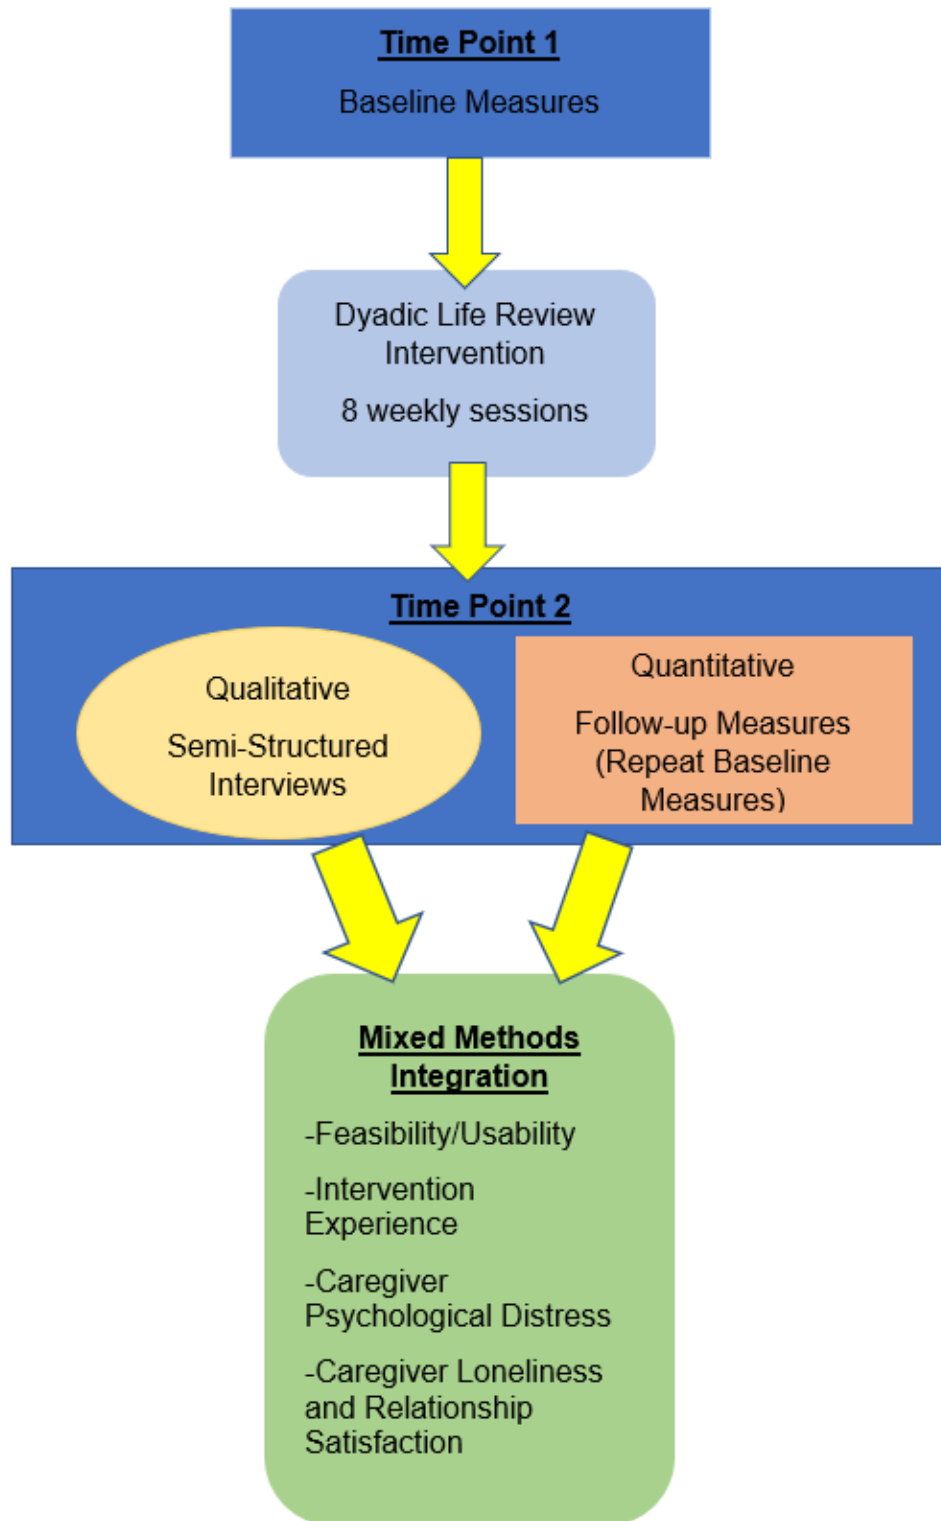 Time Point 1
Baseline Measures
Dyadic Life Review
Intervention
8 weekly sessions
Time Point 2
Qualitative
Semi-Structured
Interviews
Quantitative
Follow-up Measures
(Repeat Baseline
Measures)
Mixed Methods
Integration
-Feasibility/Usability
-Intervention
Experience
-Caregiver
Psychological Distress
-Caregiver Loneliness
and Relationship
Satisfaction